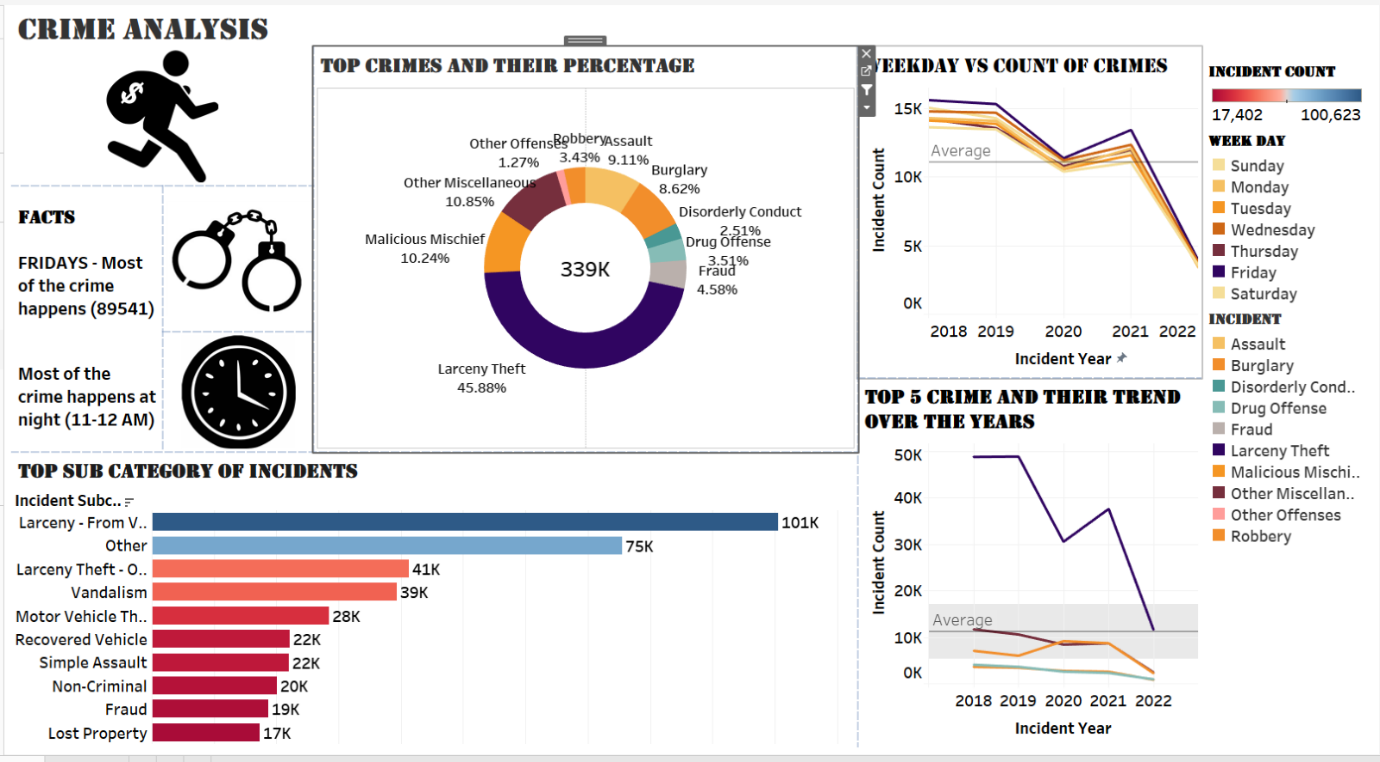 CRIME ANALYSIS
$
FACTS
FRIDAYS - Most
of the crime
happens (89541)
Most of the
crime happens at
night (11-12 AM)
TOP CRIMES AND THEIR PERCENTAGE
Robbery
3.43%
Assault
9.11%
Other Offenses
1.27%
Burglary
8.62%
Other Miscellaneous
10.85%
Disorderly Conduct
2.51%
Drug Offense
3.51%
Malicious Mischief
10.24%
339K
Fraud
4.58%
Larceny Theft
45.88%
WEEKDAY VS COUNT OF CRIMES
Incident Count
15K
Average
10K
5K
0K
2018 2019 2020 2021 2022
Incident Year
TOP SUB CATEGORY OF INCIDENTS
Incident Subc..
Larceny - From V.. 101K
Other 75K
Larceny Theft - O.. 41K
Vandalism 39K
Motor Vehicle Th.. 28K
Recovered Vehicle 22K
Simple Assault 22K
Non-Criminal 20K
Fraud 19K
Lost Property 17K
TOP 5 CRIME AND THEIR TREND
OVER THE YEARS
Incident Count
50K
40K
30K
20K
Average
10K
0K
2018 2019 2020 2021 2022
Incident Year
INCIDENT COUNT
17,402 100,623
WEEK DAY
Sunday
Monday
Tuesday
Wednesday
Thursday
Friday
Saturday
INCIDENT
Assault
Burglary
Disorderly Cond..
Drug Offense
Fraud
Larceny Theft
Malicious Mischi..
Other Miscellan..
Other Offenses
Robbery